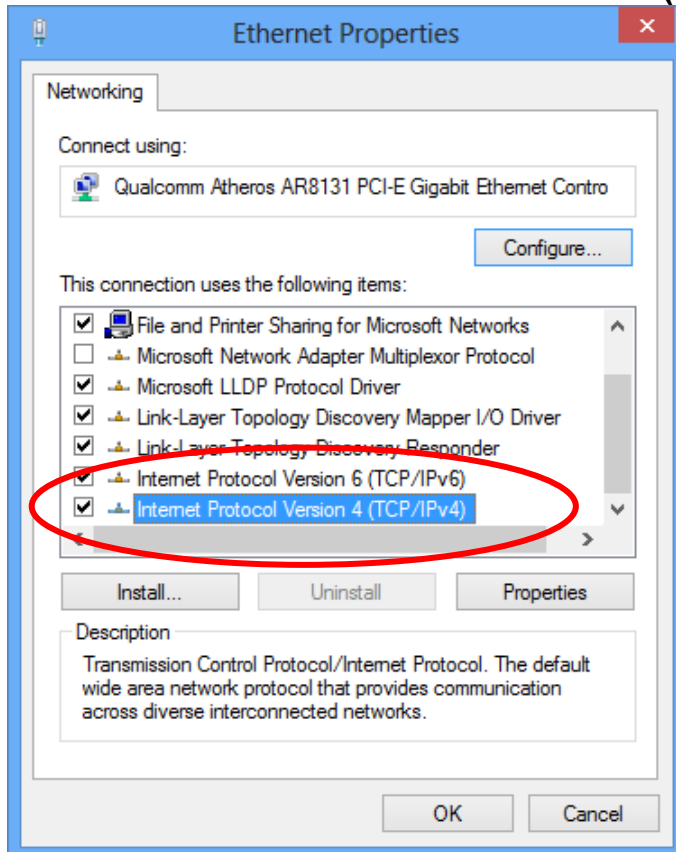 Ethernet Properties
Networking
Connect using:
Qualcomm Atheros AR8131 PCI-E Gigabit Ethernet Contro
Configure...
This connection uses the following items:
File and Printer Sharing for Microsoft Networks
Microsoft Network Adapter Multiplexor Protocol
Microsoft LLDP Protocol Driver
Link-Layer Topology Discovery Mapper I/O Driver
Link-Layer Topology Discovery Responder
Internet Protocol Version 6 (TCP/IPv6)
Internet Protocol Version 4 (TCP/IPv4)
Install...
Uninstall
Properties
Description
Transmission Control Protocol/Internet Protocol. The default
wide area network protocol that provides communication
across diverse interconnected networks.
OK
Cancel